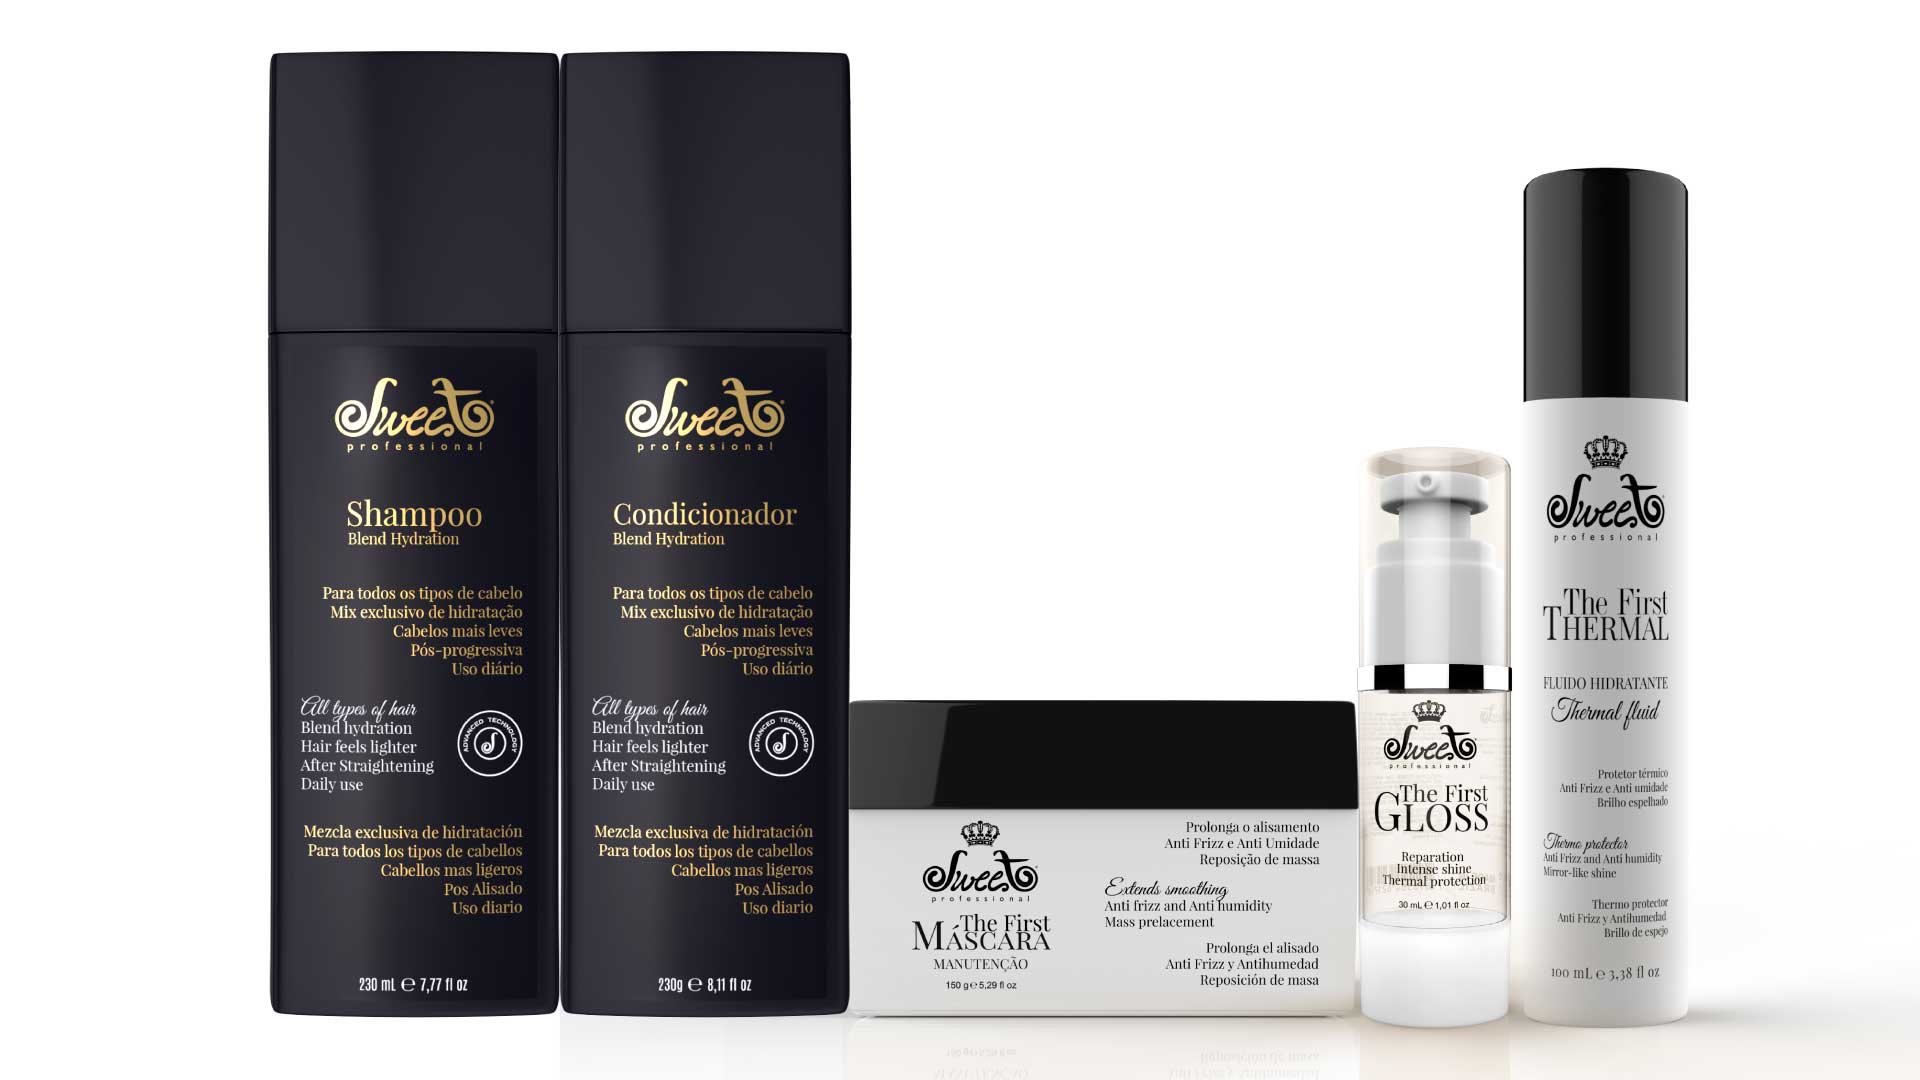 Sweet
professional
Shampoo
Blend Hydration
Para todos os tipos de cabelo
Mix exclusivo de hidratação
Cabelos mais leves
Pós-progressiva
Uso diário
All types of hair
Blend hydration
Hair feels lighter
After Straightening
Daily use
ADVANCED TECHNOLOGY
Mezcla exclusiva de hidratación
Para todos los tipos de cabellos
Cabellos mas ligeros
Pos Alisado
Uso diario
230 mL e 7,77 fl oz
Sweet
professional
Condicionador
Blend Hydration
Para todos os tipos de cabelo
Mix exclusivo de hidratação
Cabelos mais leves
Pós-progressiva
Uso diário
All types of hair
Blend hydration
Hair feels lighter
After Straightening
Daily use
ADVANCED TECHNOLOGY
Mezcla exclusiva de hidratación
Para todos los tipos de cabellos
Cabellos mas ligeros
Pos Alisado
Uso diario
230g e 8,11 fl oz
Sweet
professional
The First
MÁSCARA
MANUTENÇÃO
150 g e 5,29 fl oz
Prolonga o alisamento
Anti Frizz e Anti Umidade
Reposição de massa
Extends smoothing
Anti frizz and Anti humidity
Mass prelacement
Prolonga el alisado
Anti Frizz y Antihumedad
Reposición de masa
Sweet
professional
The First
GLOSS
Reparation
Intense shine
Thermal protection
30 mL e 1,01 fl oz
Sweet
professional
The First
THERMAL
FLUIDO HIDRATANTE
Thermal fluid
Protetor térmico
Anti Frizz e Anti umidade
Brilho espelhado
Thermo protector
Anti Frizz and Anti humidity
Mirror-like shine
Thermo protector
Anti Frizz y Antihumedad
Brillo de espejo
100 mL e 3,38 fl oz